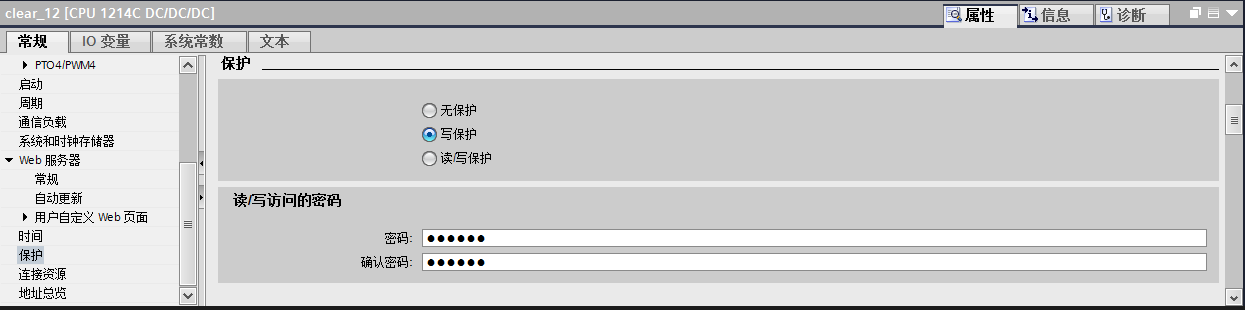 clear_12 [CPU 1214C DC/DC/DC]
属性
信息
诊断
常规
IO 变量
系统常数
文本
PTO4/PWM4
启动
周期
通信负载
系统和时钟存储器
Web 服务器
常规
自动更新
用户自定义 Web 页面
时间
保护
连接资源
地址总览
保护
无保护
写保护
读/写保护
读/写访问的密码
密码: ●●●●●●
确认密码: ●●●●●●